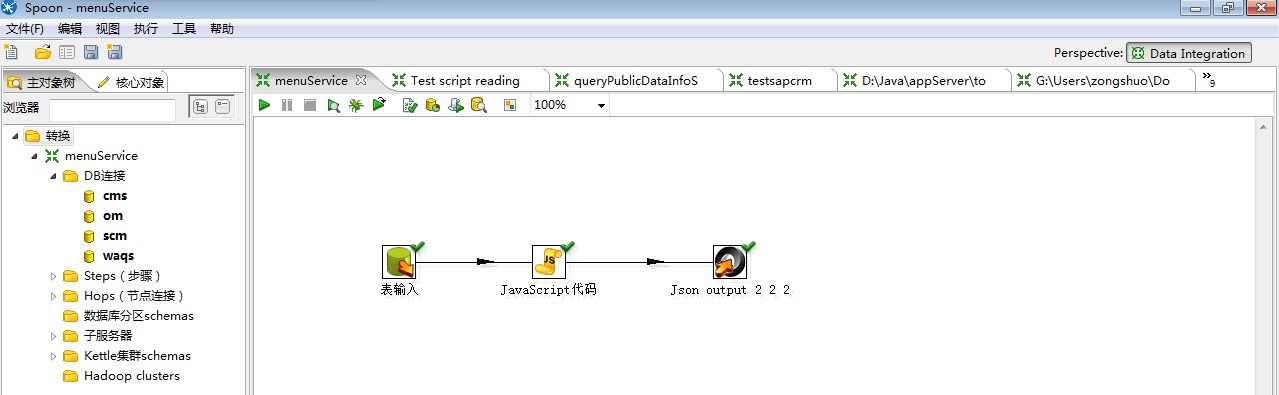 Spoon - menuService
文件(F) 编辑 视图 执行 工具 帮助
Perspective: Data Integration
主对象树 核心对象
menuService Test script reading queryPublicDataInfoS testsapcrm D:\Java\appServer\to G:\Users\zongshuo\Do »9
浏览器
100%
转换
menuService
DB连接
cms
om
scm
waqs
Steps（步骤）
Hops（节点连接）
数据库分区schemas
子服务器
Kettle集群schemas
Hadoop clusters
JS
表输入 JavaScript代码 Json output 2 2 2